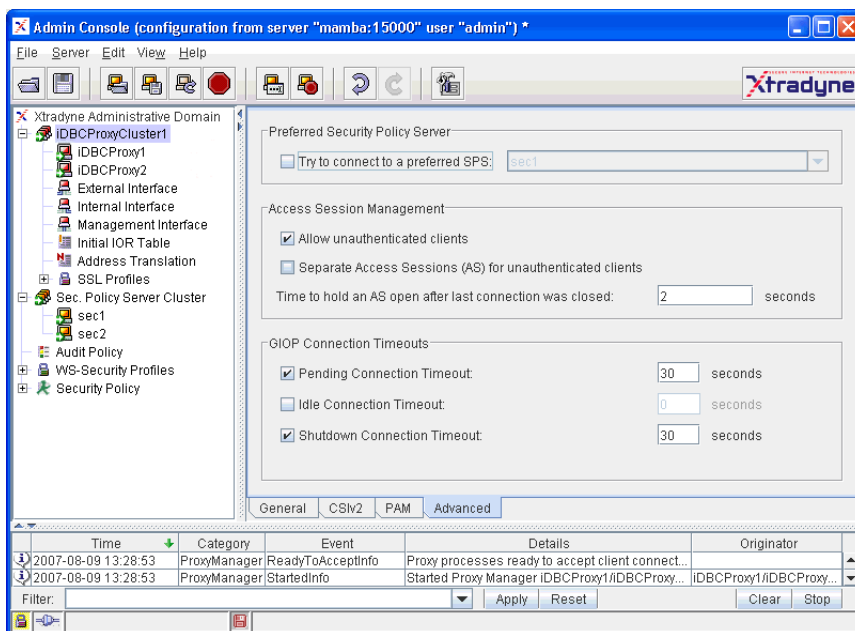 Admin Console (configuration from server "mamba:15000" user "admin") *
File Server Edit View Help
SECURE INTERNET TECHNOLOGIES
Xtradyne
Xtradyne Administrative Domain
iDBCProxyCluster1
iDBCProxy1
iDBCProxy2
External Interface
Internal Interface
Management Interface
Initial IOR Table
Address Translation
SSL Profiles
Sec. Policy Server Cluster
sec1
sec2
Audit Policy
WS-Security Profiles
Security Policy
Preferred Security Policy Server
Try to connect to a preferred SPS: sec1
Access Session Management
Allow unauthenticated clients
Separate Access Sessions (AS) for unauthenticated clients
Time to hold an AS open after last connection was closed: 2 seconds
GIOP Connection Timeouts
Pending Connection Timeout: 30 seconds
Idle Connection Timeout: 0 seconds
Shutdown Connection Timeout: 30 seconds
General CSIv2 PAM Advanced
Time Category Event Details Originator
2007-08-09 13:28:53 ProxyManager ReadyToAcceptInfo Proxy processes ready to accept client connect...
2007-08-09 13:28:53 ProxyManager StartedInfo Started Proxy Manager iDBCProxy1/iDBCProxy... iDBCProxy1/iDBCProxy...
Filter: Apply Reset Clear Stop